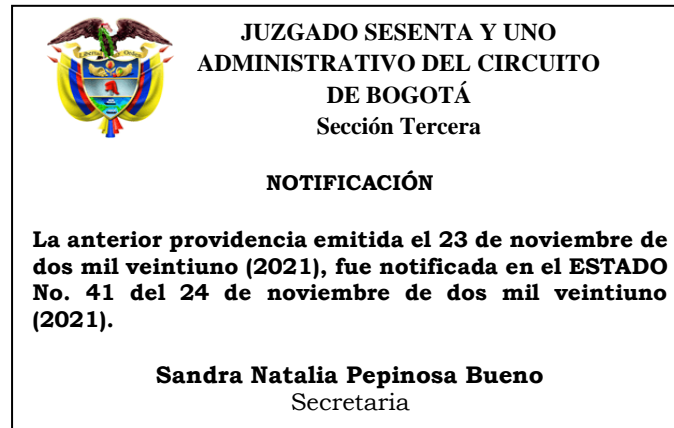 JUZGADO SESENTA Y UNO
ADMINISTRATIVO DEL CIRCUITO
DE BOGOTÁ
Sección Tercera
NOTIFICACIÓN
La anterior providencia emitida el 23 de noviembre de
dos mil veintiuno (2021), fue notificada en el ESTADO
No. 41 del 24 de noviembre de dos mil veintiuno
(2021).
Sandra Natalia Pepinosa Bueno
Secretaria